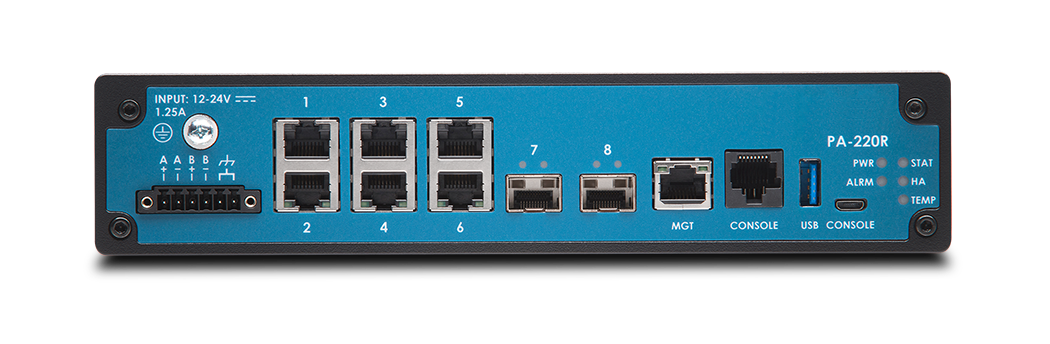 INPUT: 12-24V
1.25A
A A B B
+ − + −
1 3 5
2 4 6
7 8
MGT
CONSOLE
USB CONSOLE
PA-220R
PWR STAT
ALRM HA
TEMP